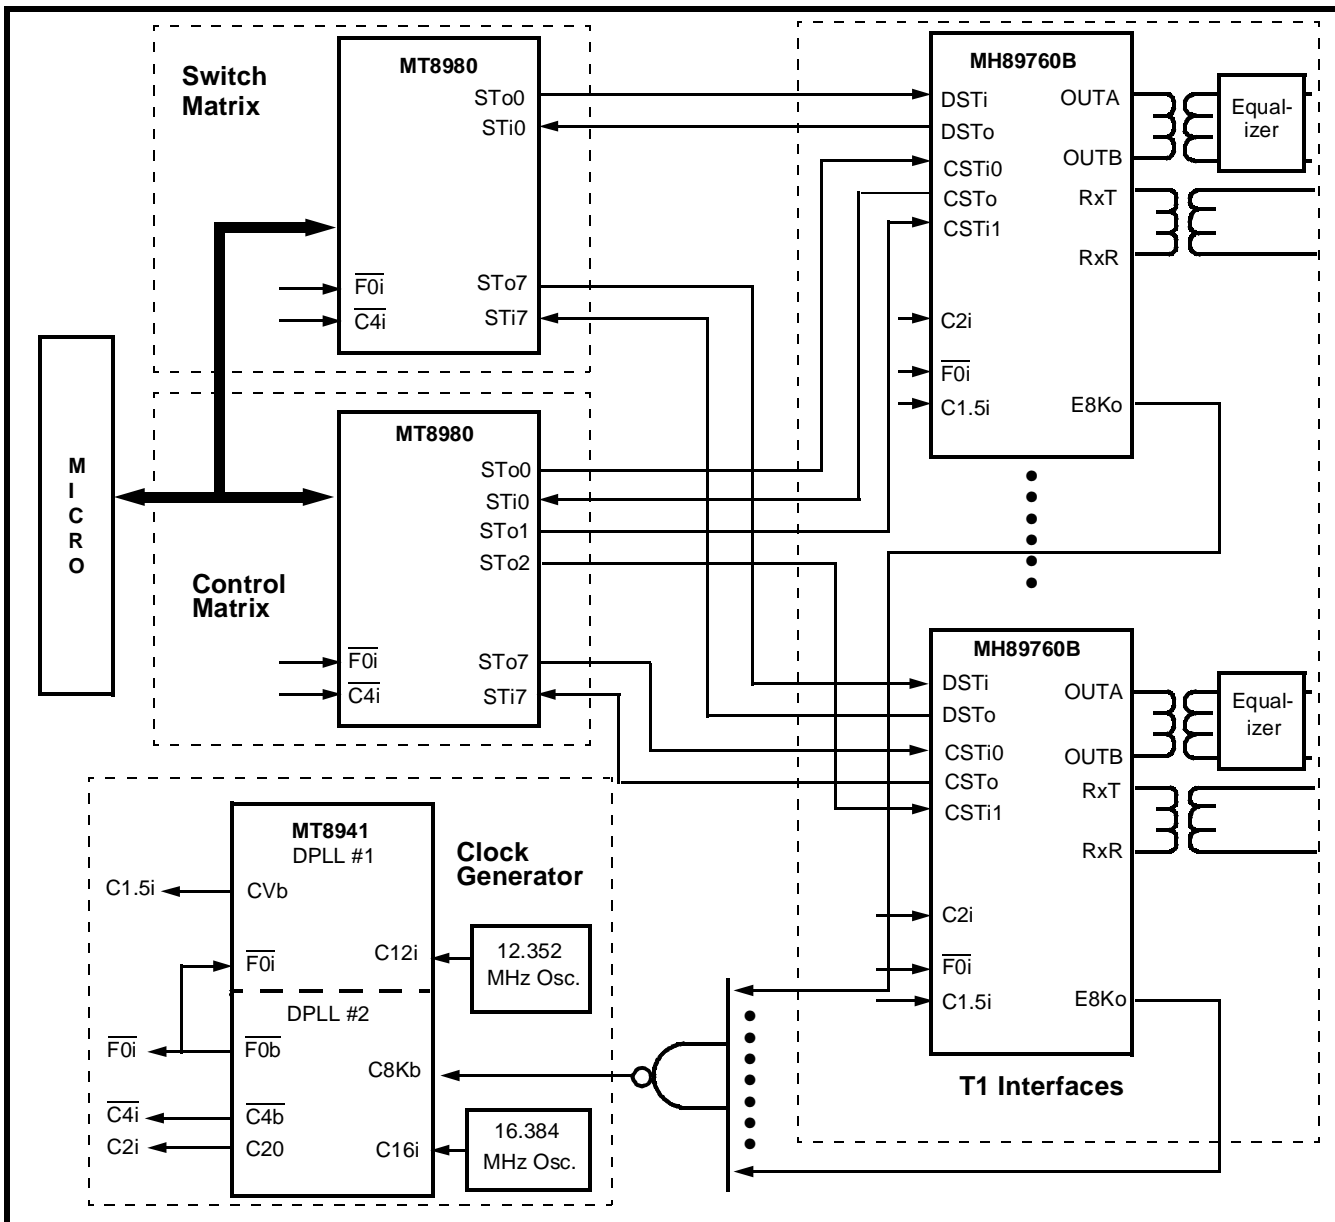 Switch
Matrix
MT8980
STo0
STi0
F0i
C4i
STo7
STi7
MH89760B
DSTi
DSTo
CSTi0
CSTo
CSTi1
C2i
F0i
C1.5i
OUTA
OUTB
RxT
RxR
E8Ko
Equal-
izer
M
I
C
R
O
Control
Matrix
MT8980
STo0
STi0
STo1
STo2
F0i
C4i
STo7
STi7
MH89760B
DSTi
DSTo
CSTi0
CSTo
CSTi1
C2i
F0i
C1.5i
OUTA
OUTB
RxT
RxR
E8Ko
Equal-
izer
T1 Interfaces
Clock
Generator
MT8941
DPLL #1
C1.5i
CVb
F0i
C12i
12.352
MHz Osc.
DPLL #2
F0i
F0b
C8Kb
C4i
C4b
C2i
C20
C16i
16.384
MHz Osc.